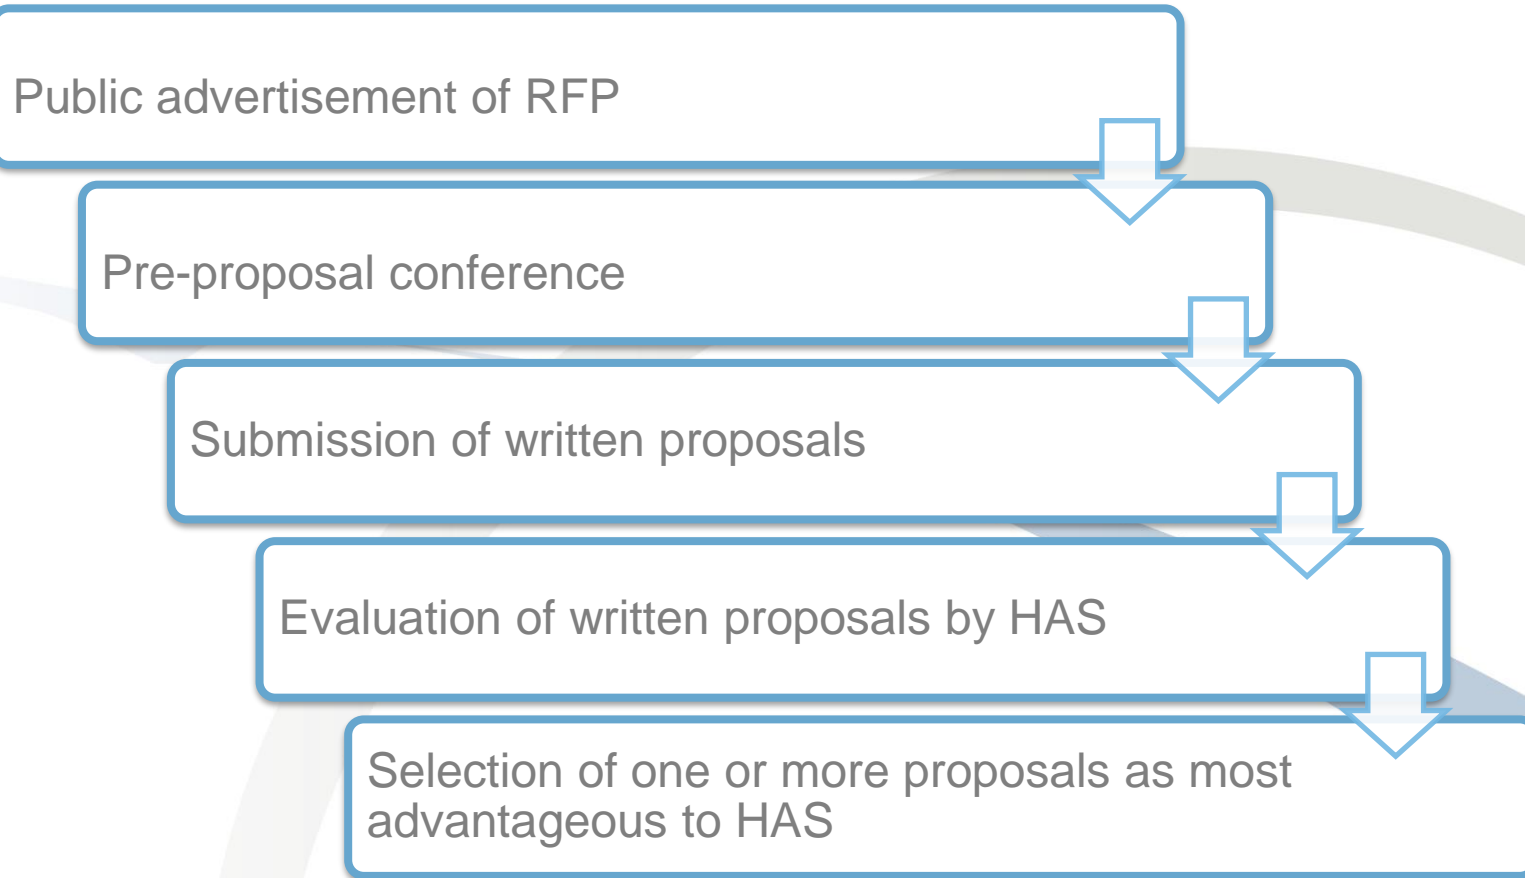 Public advertisement of RFP
Pre-proposal conference
Submission of written proposals
Evaluation of written proposals by HAS
Selection of one or more proposals as most
advantageous to HAS